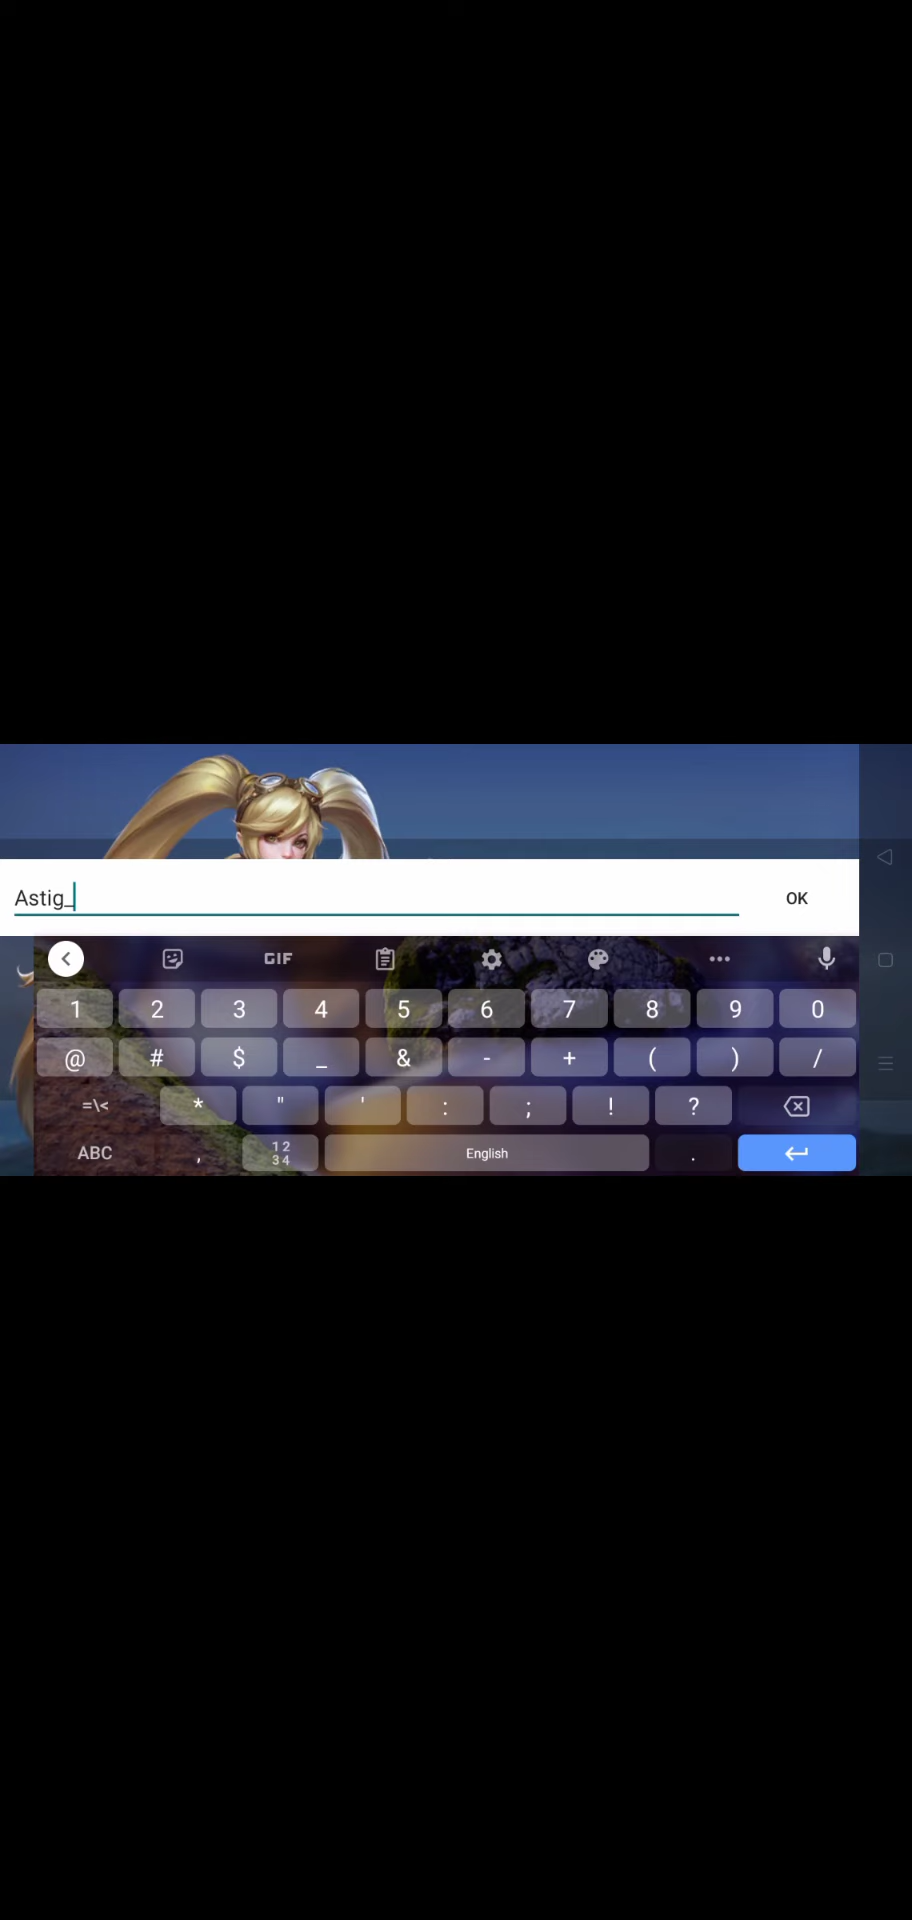 Astig_
OK
GIF
1 2 3 4 5 6 7 8 9 0
@ # $ _ & - + ( ) /
=\< * " ' : ; ! ?
ABC , 12 34 English .